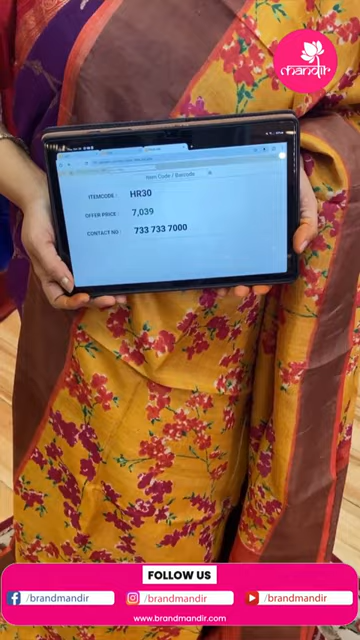 mandir
Item Code / Barcode
ITEMCODE : HR30
OFFER PRICE : 7,039
CONTACT NO : 733 733 7000
FOLLOW US
/brandmandir /brandmandir /brandmandir
www.brandmandir.com